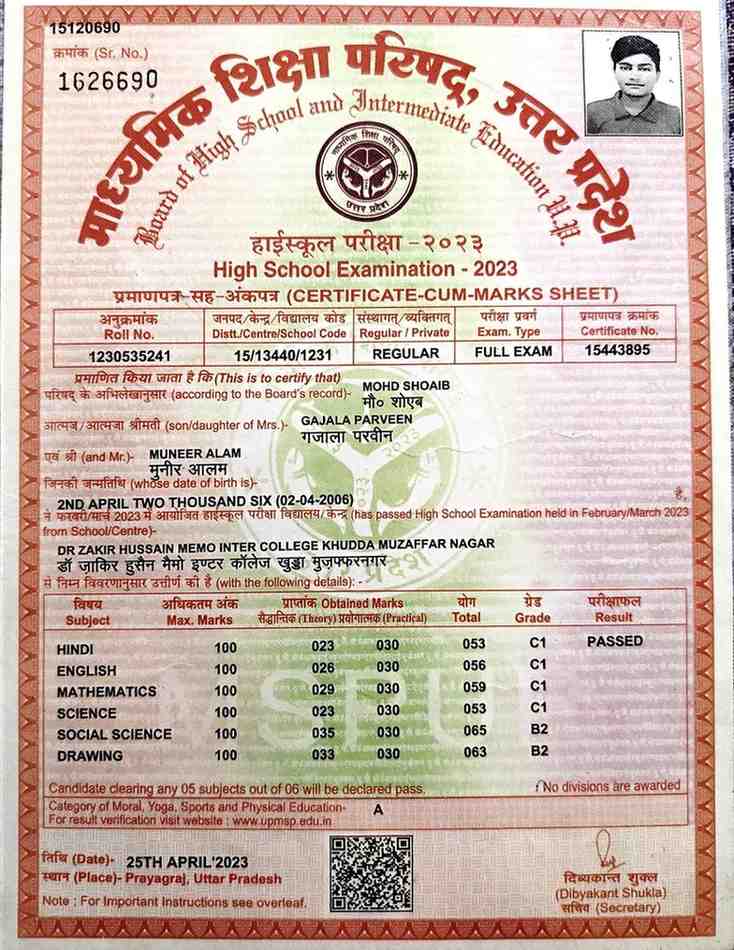 15120690
क्रमांक (Sr. No.)
1626690
माध्यमिक शिक्षा परिषद्, उत्तर प्रदेश
Board of High School and Intermediate Education U.P.
माध्यमिक शिक्षा परिषद्
उत्तर प्रदेश
हाईस्कूल परीक्षा -२०२३
High School Examination - 2023
प्रमाणपत्र-सह-अंकपत्र (CERTIFICATE-CUM-MARKS SHEET)
अनुक्रमांक जनपद/केन्द्र/विद्यालय कोड संस्थागत्/व्यक्तिगत् परीक्षा प्रवर्ग प्रमाणपत्र क्रमांक
Roll No. Distt./Centre/School Code Regular / Private Exam. Type Certificate No.
1230535241 15/13440/1231 REGULAR FULL EXAM 15443895
प्रमाणित किया जाता है कि (This is to certify that)
परिषद् के अभिलेखानुसार (according to the Board's record)- MOHD SHOAIB
मौ० शोएब
आत्मज/आत्मजा श्रीमती (son/daughter of Mrs.)- GAJALA PARVEEN
गजाला परवीन
एवं श्री (and Mr.)- MUNEER ALAM
मुनीर आलम
जिनकी जन्मतिथि (whose date of birth is)-
2ND APRIL TWO THOUSAND SIX (02-04-2006) है,
ने फरवरी/मार्च 2023 में आयोजित हाईस्कूल परीक्षा विद्यालय/केन्द्र (has passed High School Examination held in February/March 2023
from School/Centre)-
DR ZAKIR HUSSAIN MEMO INTER COLLEGE KHUDDA MUZAFFAR NAGAR
डॉ ज़ाकिर हुसैन मैमो इण्टर कॉलेज खुड्डा मुज़फ्फरनगर
से निम्न विवरणानुसार उत्तीर्ण की है (with the following details): -
विषय अधिकतम अंक प्राप्तांक Obtained Marks योग ग्रेड परीक्षाफल
Subject Max. Marks सैद्धान्तिक (Theory) प्रयोगात्मक (Practical) Total Grade Result
HINDI 100 023 030 053 C1 PASSED
ENGLISH 100 026 030 056 C1
MATHEMATICS 100 029 030 059 C1
SCIENCE 100 023 030 053 C1
SOCIAL SCIENCE 100 035 030 065 B2
DRAWING 100 033 030 063 B2
Candidate clearing any 05 subjects out of 06 will be declared pass. No divisions are awarded
Category of Moral, Yoga, Sports and Physical Education- A
For result verification visit website : www.upmsp.edu.in
तिथि (Date)- 25TH APRIL'2023
स्थान (Place)- Prayagraj, Uttar Pradesh
Note : For Important Instructions see overleaf.
दिव्यकान्त शुक्ल
(Dibyakant Shukla)
सचिव (Secretary)